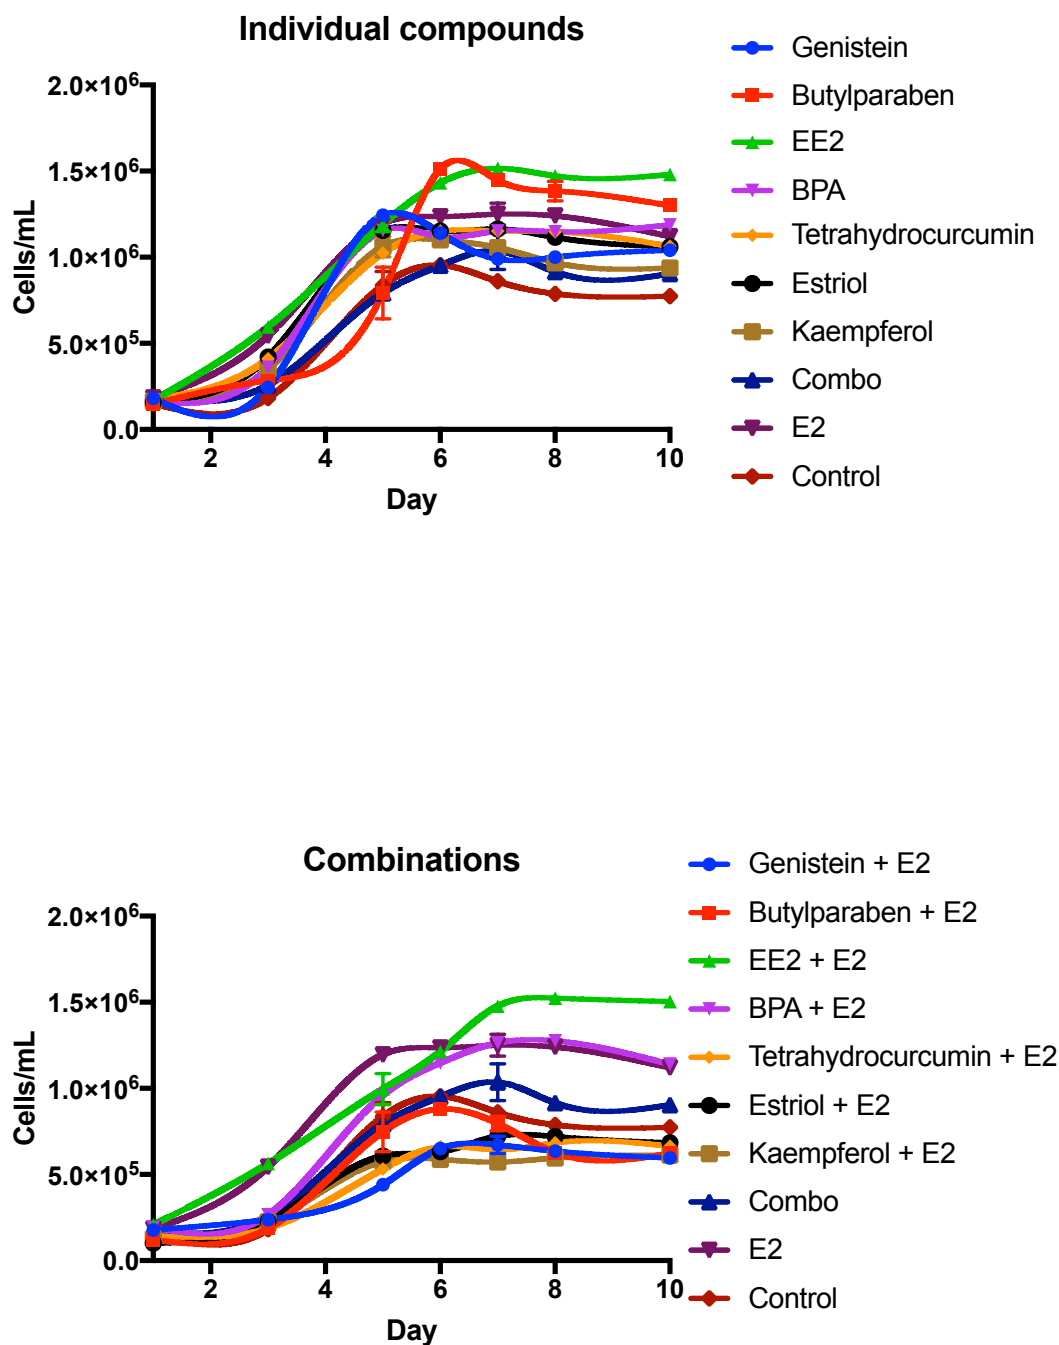 Individual compounds
Genistein
Butylparaben
EE2
BPA
Tetrahydrocurcumin
Estriol
Kaempferol
Combo
E2
Control
2.0×10⁶
1.5×10⁶
1.0×10⁶
5.0×10⁵
0.0
Cells/mL
2 4 6 8 10
Day
Combinations
Genistein + E2
Butylparaben + E2
EE2 + E2
BPA + E2
Tetrahydrocurcumin + E2
Estriol + E2
Kaempferol + E2
Combo
E2
Control
2.0×10⁶
1.5×10⁶
1.0×10⁶
5.0×10⁵
0.0
Cells/mL
2 4 6 8 10
Day